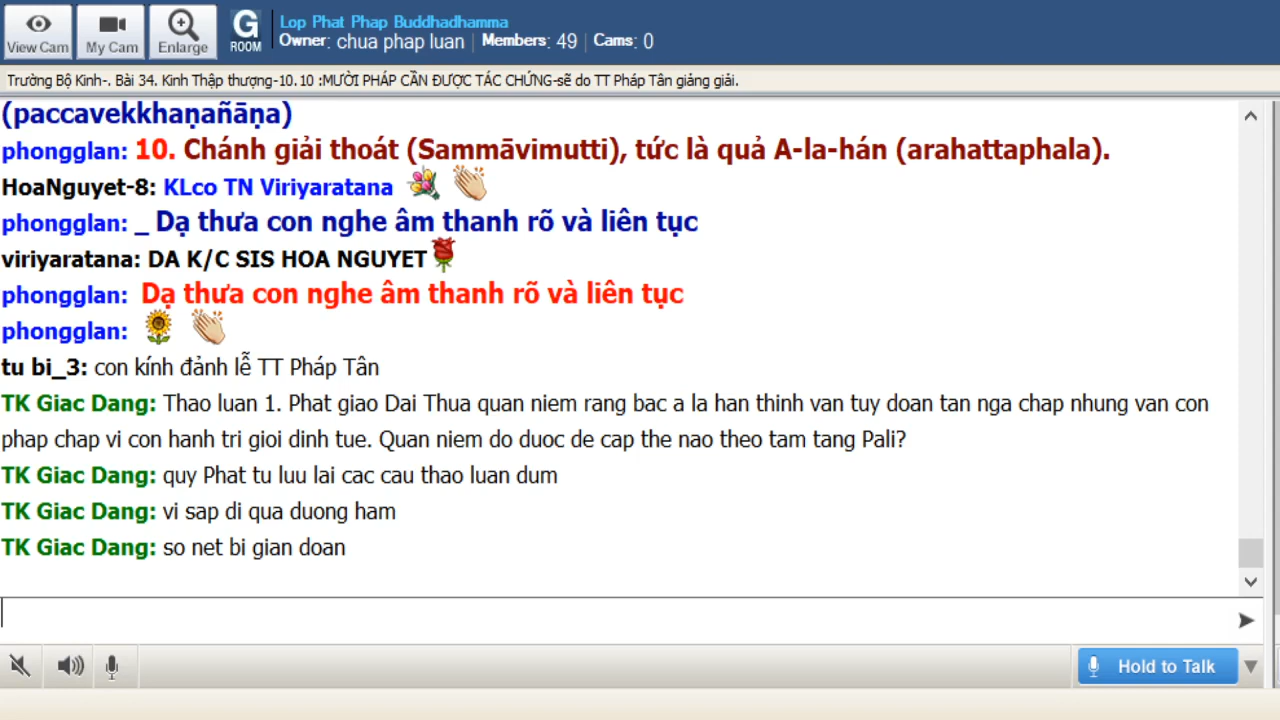 View Cam
My Cam
Enlarge
G
ROOM
Lop Phat Phap Buddhadhamma
Owner: chua phap luan | Members: 49 | Cams: 0
Trường Bộ Kinh-. Bài 34. Kinh Thập thượng-10.10 :MƯỜI PHÁP CẦN ĐƯỢC TÁC CHỨNG-sẽ do TT Pháp Tân giảng giải.
(paccavekkhaṇañāṇa)
phongglan: 10. Chánh giải thoát (Sammāvimutti), tức là quả A-la-hán (arahattaphala).
HoaNguyet-8: KLco TN Viriyaratana
phongglan: _ Dạ thưa con nghe âm thanh rõ và liên tục
viriyaratana: DA K/C SIS HOA NGUYET
phongglan: Dạ thưa con nghe âm thanh rõ và liên tục
phongglan:
tu bi_3: con kính đảnh lễ TT Pháp Tân
TK Giac Dang: Thao luan 1. Phat giao Dai Thua quan niem rang bac a la han thinh van tuy doan tan nga chap nhung van con
phap chap vi con hanh tri gioi dinh tue. Quan niem do duoc de cap the nao theo tam tang Pali?
TK Giac Dang: quy Phat tu luu lai cac cau thao luan dum
TK Giac Dang: vi sap di qua duong ham
TK Giac Dang: so net bi gian doan
Hold to Talk